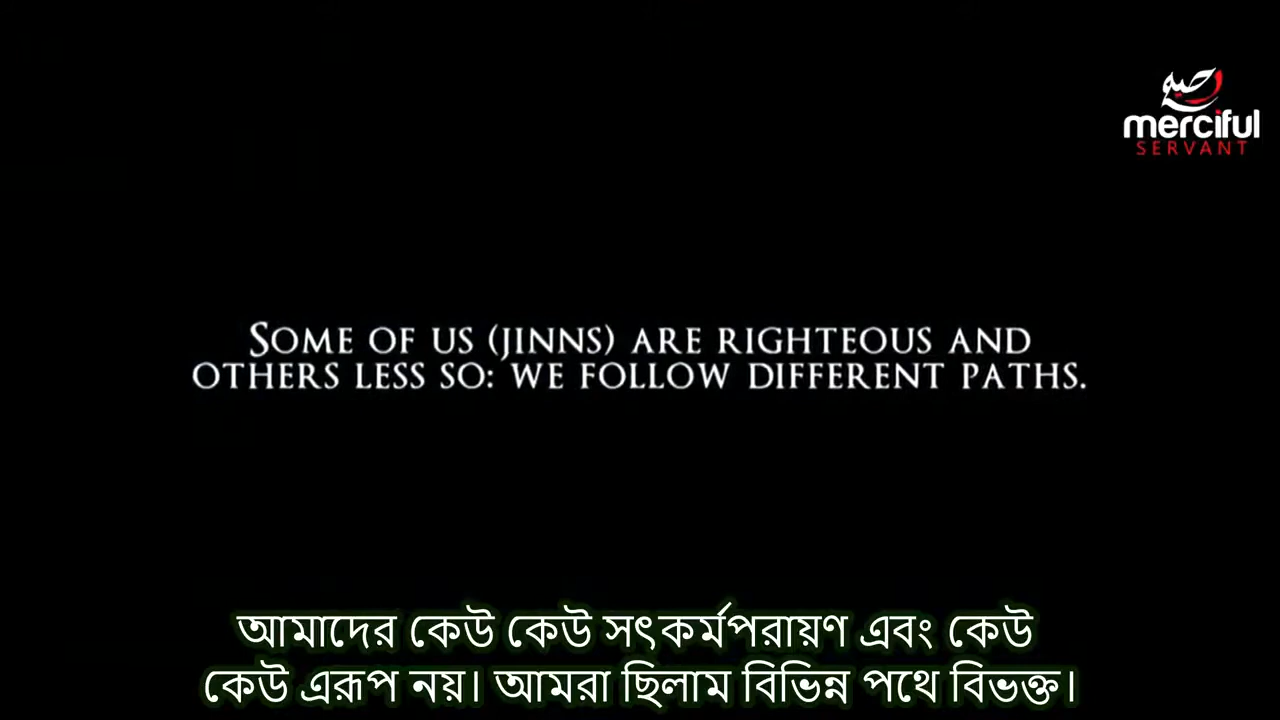 merciful
SERVANT
SOME OF US (JINNS) ARE RIGHTEOUS AND
OTHERS LESS SO: WE FOLLOW DIFFERENT PATHS.
আমাদের কেউ কেউ সৎকর্মপরায়ণ এবং কেউ
কেউ এরূপ নয়। আমরা ছিলাম বিভিন্ন পথে বিভক্ত।